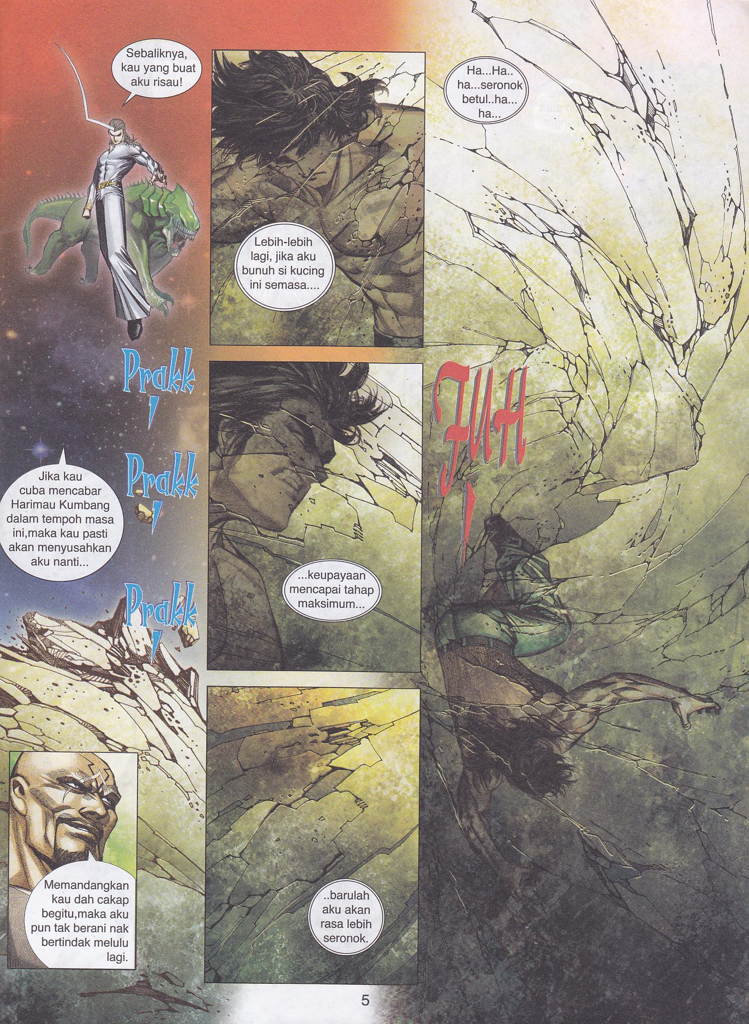 Sebaliknya,
kau yang buat
aku risau!
Prakk
!
Prakk
!
Jika kau
cuba mencabar
Harimau Kumbang
dalam tempoh masa
ini,maka kau pasti
akan menyusahkan
aku nanti...
Prakk
!
Memandangkan
kau dah cakap
begitu,maka aku
pun tak berani nak
bertindak melulu
lagi.
Lebih-lebih
lagi, jika aku
bunuh si kucing
ini semasa....
...keupayaan
mencapai tahap
maksimum...
..barulah
aku akan
rasa lebih
seronok.
Ha...Ha..
ha...seronok
betul..ha...
ha...
FUH
!
5